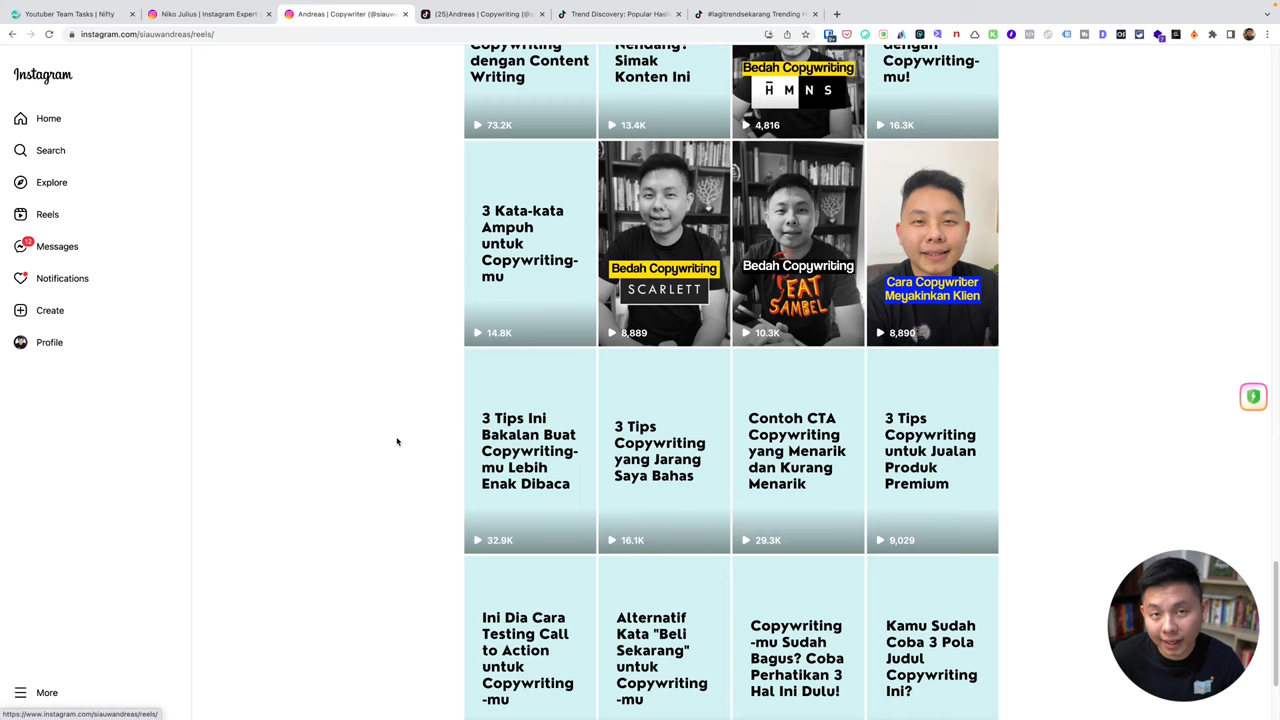 Youtuber Team Tasks | Nifty
Niko Julius | Instagram Expert
Andreas | Copywriter (@siauw
(25)Andreas | Copywriting (@s
Trend Discovery: Popular Hash
#lagitrendsekarang Trending H
instagram.com/siauwandreas/reels/
Instagram
Home
Search
Explore
Reels
12
Messages
Notifications
Create
Profile
More
https://www.instagram.com/siauwandreas/reels/
Copywriting
dengan Content
Writing
73.2K
Nendang?
Simak
Konten Ini
13.4K
Bedah Copywriting
HMNS
4,816
dengan
Copywriting-
mu!
16.3K
3 Kata-kata
Ampuh
untuk
Copywriting-
mu
14.8K
Bedah Copywriting
SCARLETT
8,889
Bedah Copywriting
EAT
SAMBEL
10.3K
Cara Copywriter
Meyakinkan Klien
8,890
3 Tips Ini
Bakalan Buat
Copywriting-
mu Lebih
Enak Dibaca
32.9K
3 Tips
Copywriting
yang Jarang
Saya Bahas
16.1K
Contoh CTA
Copywriting
yang Menarik
dan Kurang
Menarik
29.3K
3 Tips
Copywriting
untuk Jualan
Produk
Premium
9,029
Ini Dia Cara
Testing Call
to Action
untuk
Copywriting
-mu
Alternatif
Kata "Beli
Sekarang"
untuk
Copywriting
-mu
Copywriting
-mu Sudah
Bagus? Coba
Perhatikan 3
Hal Ini Dulu!
Kamu Sudah
Coba 3 Pola
Judul
Copywriting
Ini?